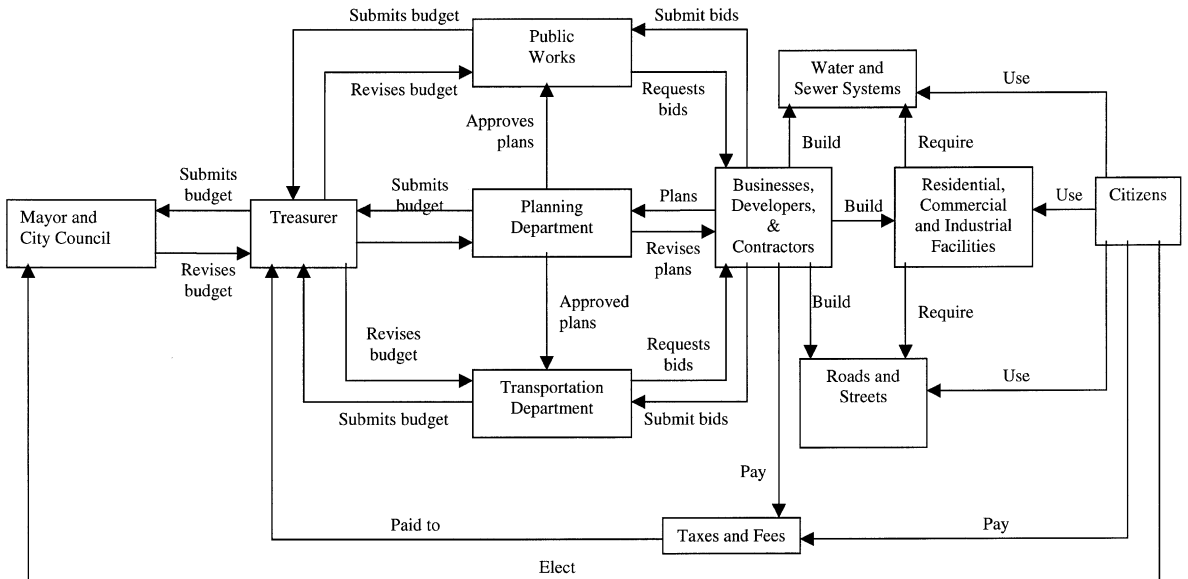 Submits budget
Submit bids
Public
Works
Water and
Sewer Systems
Use
Revises budget
Requests
bids
Approves
plans
Build
Require
Submits
budget
Submits
budget
Plans
Businesses,
Developers,
&
Contractors
Residential,
Commercial
and Industrial
Facilities
Citizens
Mayor and
City Council
Treasurer
Planning
Department
Build
Use
Revises
budget
Revises
plans
Approved
plans
Build
Require
Revises
budget
Requests
bids
Transportation
Department
Roads and
Streets
Use
Submits budget
Submit bids
Pay
Paid to
Taxes and Fees
Pay
Elect